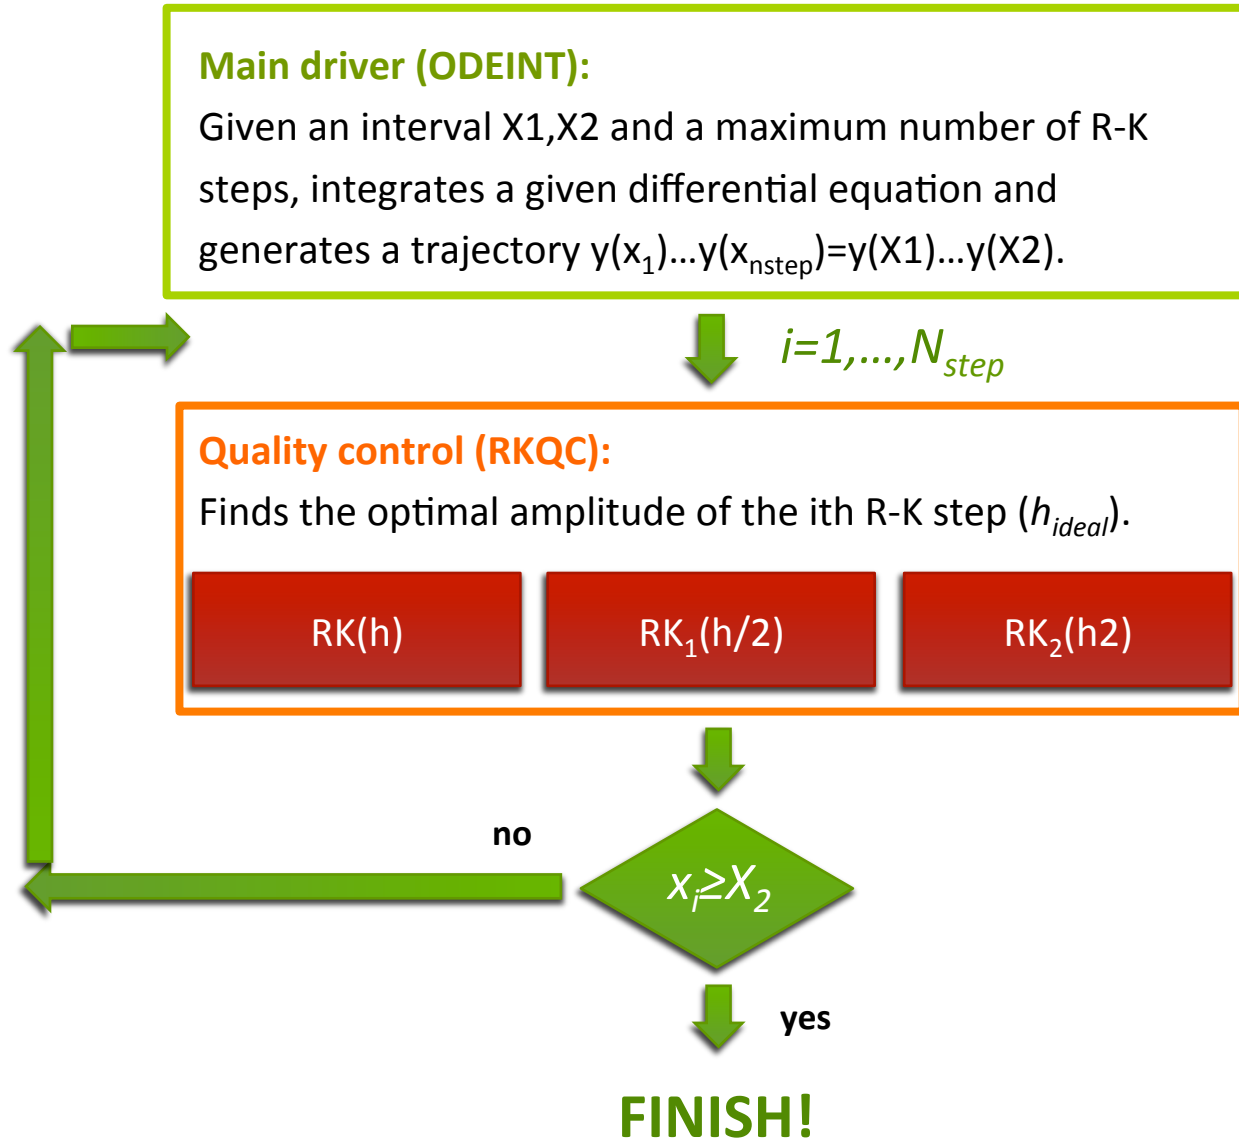 Main driver (ODEINT):
Given an interval X1,X2 and a maximum number of R-K
steps, integrates a given differential equation and
generates a trajectory y(x₁)…y(xₙₛₜₑₚ)=y(X1)…y(X2).
i=1,…,Nₛₜₑₚ
Quality control (RKQC):
Finds the optimal amplitude of the ith R-K step (h_ideal).
RK(h)
RK₁(h/2)
RK₂(h2)
no
xᵢ≥X₂
yes
FINISH!